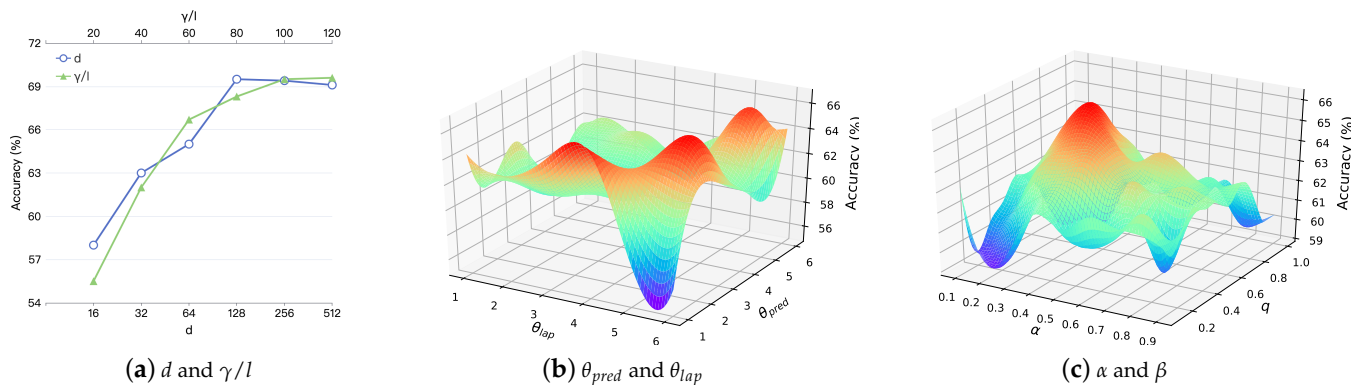 γ/l
20 40 60 80 100 120
72
d
γ/l
69
66
63
60
57
54
Accuracy (%)
16 32 64 128 256 512
d
66
64
62
60
58
56
Accuracy (%)
1 2 3 4 5 6
θlap
1 2 3 4 5 6
θpred
66
65
64
63
62
61
60
59
Accuracy (%)
0.1 0.2 0.3 0.4 0.5 0.6 0.7 0.8 0.9
α
0.2 0.4 0.6 0.8 1.0
q
(a) d and γ/l
(b) θpred and θlap
(c) α and β